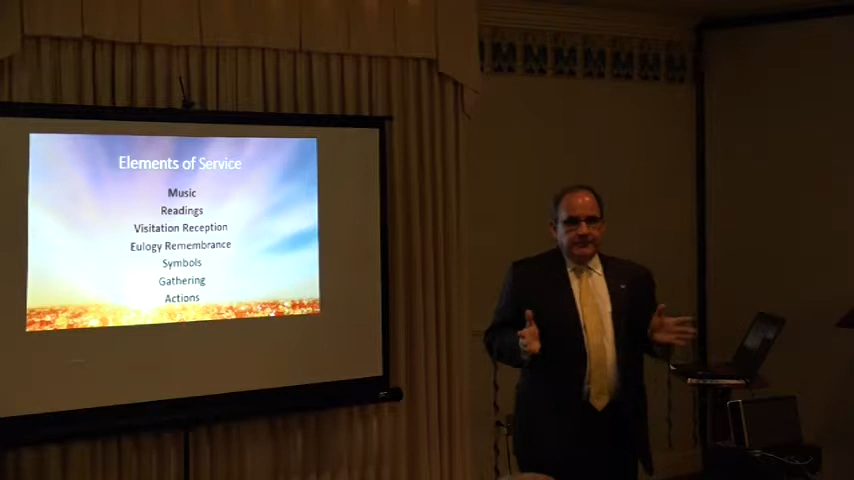 Elements of Service
Music
Readings
Visitation Reception
Eulogy Remembrance
Symbols
Gathering
Actions